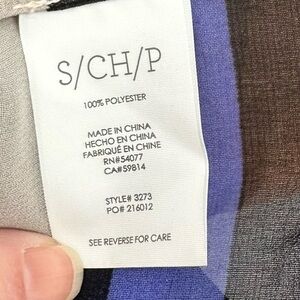 S/CH/P
100% POLYESTER
MADE IN CHINA
HECHO EN CHINA
FABRIQUÉ EN CHINE
RN#54077
CA#59814
STYLE# 3273
PO# 216012
SEE REVERSE FOR CARE